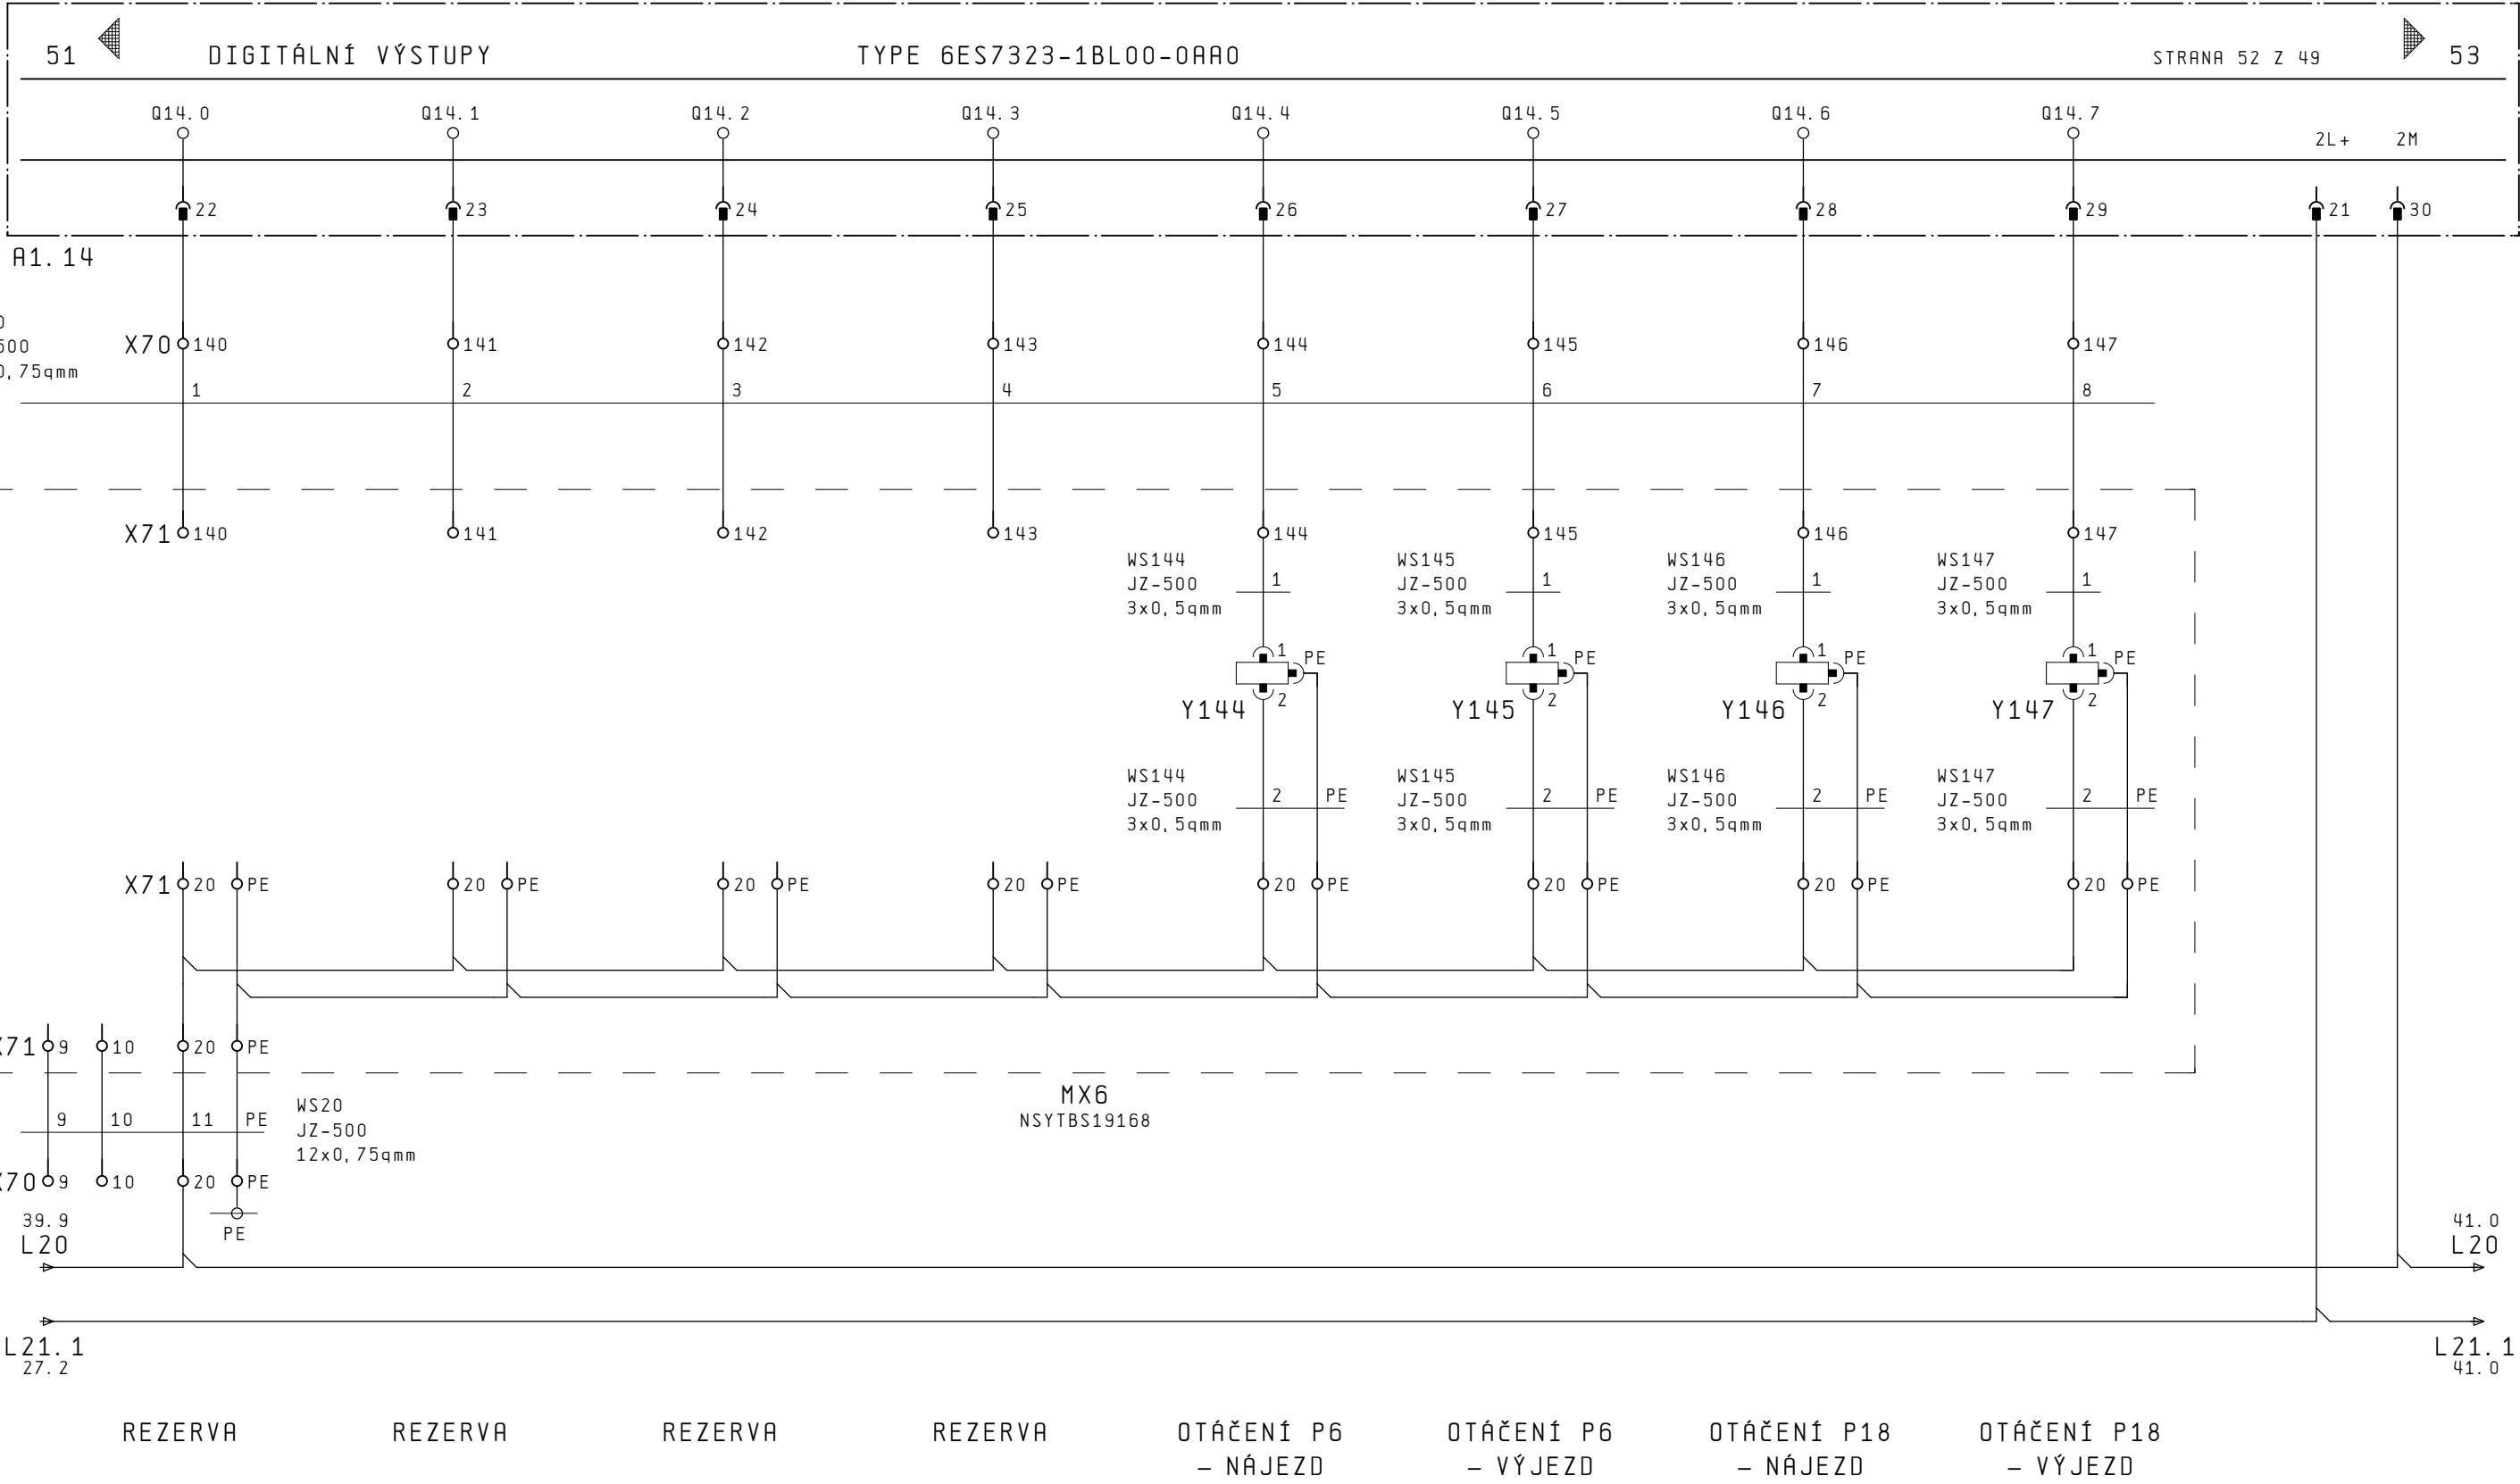 51 DIGITÁLNÍ VÝSTUPY TYPE 6ES7323-1BL00-0AA0 STRANA 52 Z 49 53
Q14.0 Q14.1 Q14.2 Q14.3 Q14.4 Q14.5 Q14.6 Q14.7
2L+ 2M
22 23 24 25 26 27 28 29 21 30
A1.14
X70 140 141 142 143 144 145 146 147
0,75qmm
1 2 3 4 5 6 7 8
X71 140 141 142 143 144 145 146 147
WS144 WS145 WS146 WS147
JZ-500 1 JZ-500 1 JZ-500 1 JZ-500 1
3x0,5qmm 3x0,5qmm 3x0,5qmm 3x0,5qmm
1 PE 1 PE 1 PE 1 PE
Y144 2 Y145 2 Y146 2 Y147 2
WS144 WS145 WS146 WS147
JZ-500 2 PE JZ-500 2 PE JZ-500 2 PE JZ-500 2 PE
3x0,5qmm 3x0,5qmm 3x0,5qmm 3x0,5qmm
X71 20 PE 20 PE 20 PE 20 PE 20 PE 20 PE 20 PE 20 PE
X71 9 10 20 PE
MX6
NSYTBS19168
9 10 11 PE
WS20
JZ-500
12x0,75qmm
X70 9 10 20 PE
39.9 PE 41.0
L20 L20
L21.1 L21.1
27.2 41.0
REZERVA REZERVA REZERVA REZERVA OTÁČENÍ P6 OTÁČENÍ P6 OTÁČENÍ P18 OTÁČENÍ P18
– NÁJEZD – VÝJEZD – NÁJEZD – VÝJEZD